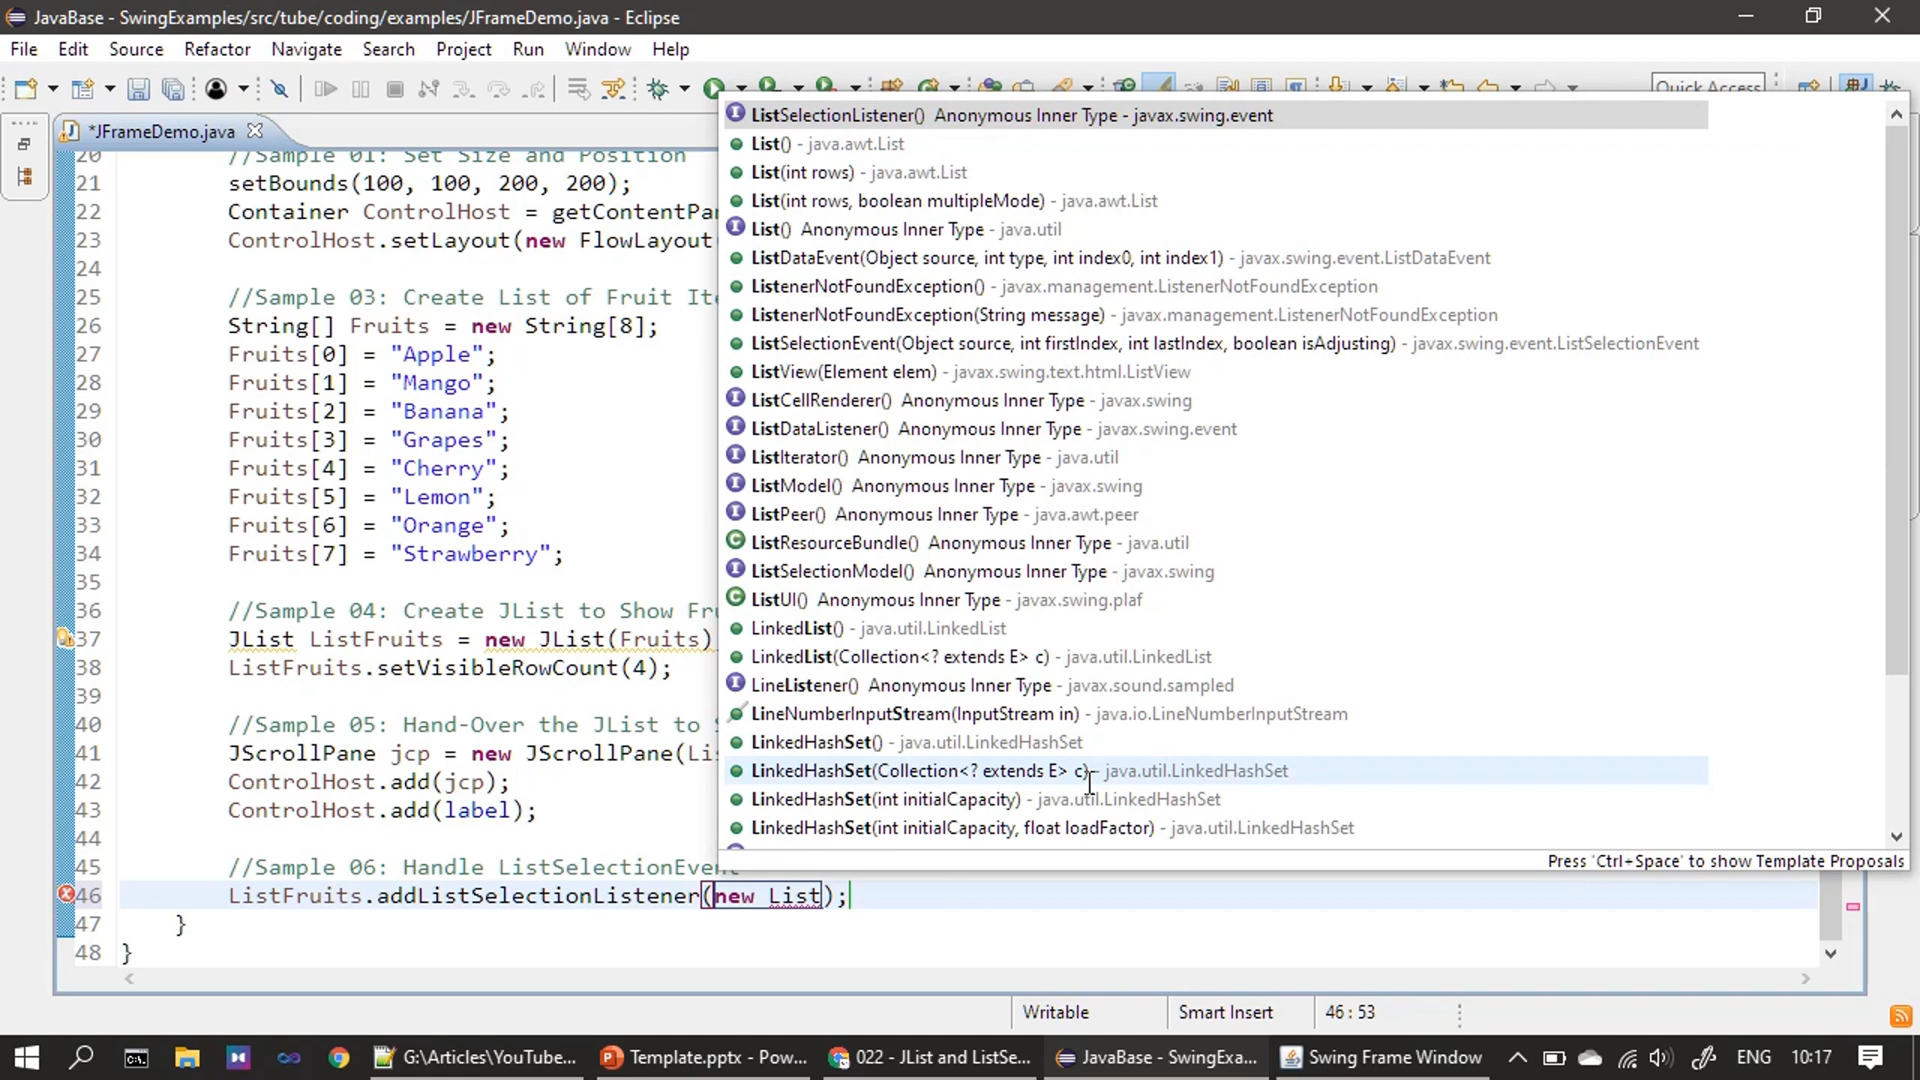 JavaBase - SwingExamples/src/tube/coding/examples/JFrameDemo.java - Eclipse
File Edit Source Refactor Navigate Search Project Run Window Help
Quick Access
*JFrameDemo.java
20 //Sample 01: Set Size and Position
21 setBounds(100, 100, 200, 200);
22 Container ControlHost = getContentPa
23 ControlHost.setLayout(new FlowLayout
24
25 //Sample 03: Create List of Fruit Ite
26 String[] Fruits = new String[8];
27 Fruits[0] = "Apple";
28 Fruits[1] = "Mango";
29 Fruits[2] = "Banana";
30 Fruits[3] = "Grapes";
31 Fruits[4] = "Cherry";
32 Fruits[5] = "Lemon";
33 Fruits[6] = "Orange";
34 Fruits[7] = "Strawberry";
35
36 //Sample 04: Create JList to Show Fru
37 JList ListFruits = new JList(Fruits)
38 ListFruits.setVisibleRowCount(4);
39
40 //Sample 05: Hand-Over the JList to S
41 JScrollPane jcp = new JScrollPane(Li
42 ControlHost.add(jcp);
43 ControlHost.add(label);
44
45 //Sample 06: Handle ListSelectionEvent
46 ListFruits.addListSelectionListener(new List);
47 }
48 }
ListSelectionListener() Anonymous Inner Type - javax.swing.event
List() - java.awt.List
List(int rows) - java.awt.List
List(int rows, boolean multipleMode) - java.awt.List
List() Anonymous Inner Type - java.util
ListDataEvent(Object source, int type, int index0, int index1) - javax.swing.event.ListDataEvent
ListenerNotFoundException() - javax.management.ListenerNotFoundException
ListenerNotFoundException(String message) - javax.management.ListenerNotFoundException
ListSelectionEvent(Object source, int firstIndex, int lastIndex, boolean isAdjusting) - javax.swing.event.ListSelectionEvent
ListView(Element elem) - javax.swing.text.html.ListView
ListCellRenderer() Anonymous Inner Type - javax.swing
ListDataListener() Anonymous Inner Type - javax.swing.event
ListIterator() Anonymous Inner Type - java.util
ListModel() Anonymous Inner Type - javax.swing
ListPeer() Anonymous Inner Type - java.awt.peer
ListResourceBundle() Anonymous Inner Type - java.util
ListSelectionModel() Anonymous Inner Type - javax.swing
ListUI() Anonymous Inner Type - javax.swing.plaf
LinkedList() - java.util.LinkedList
LinkedList(Collection<? extends E> c) - java.util.LinkedList
LineListener() Anonymous Inner Type - javax.sound.sampled
LineNumberInputStream(InputStream in) - java.io.LineNumberInputStream
LinkedHashSet() - java.util.LinkedHashSet
LinkedHashSet(Collection<? extends E> c) - java.util.LinkedHashSet
LinkedHashSet(int initialCapacity) - java.util.LinkedHashSet
LinkedHashSet(int initialCapacity, float loadFactor) - java.util.LinkedHashSet
Press 'Ctrl+Space' to show Template Proposals
Writable Smart Insert 46 : 53
G:\Articles\YouTube... Template.pptx - Pow... 022 - JList and ListSe... JavaBase - SwingExa... Swing Frame Window ENG 10:17